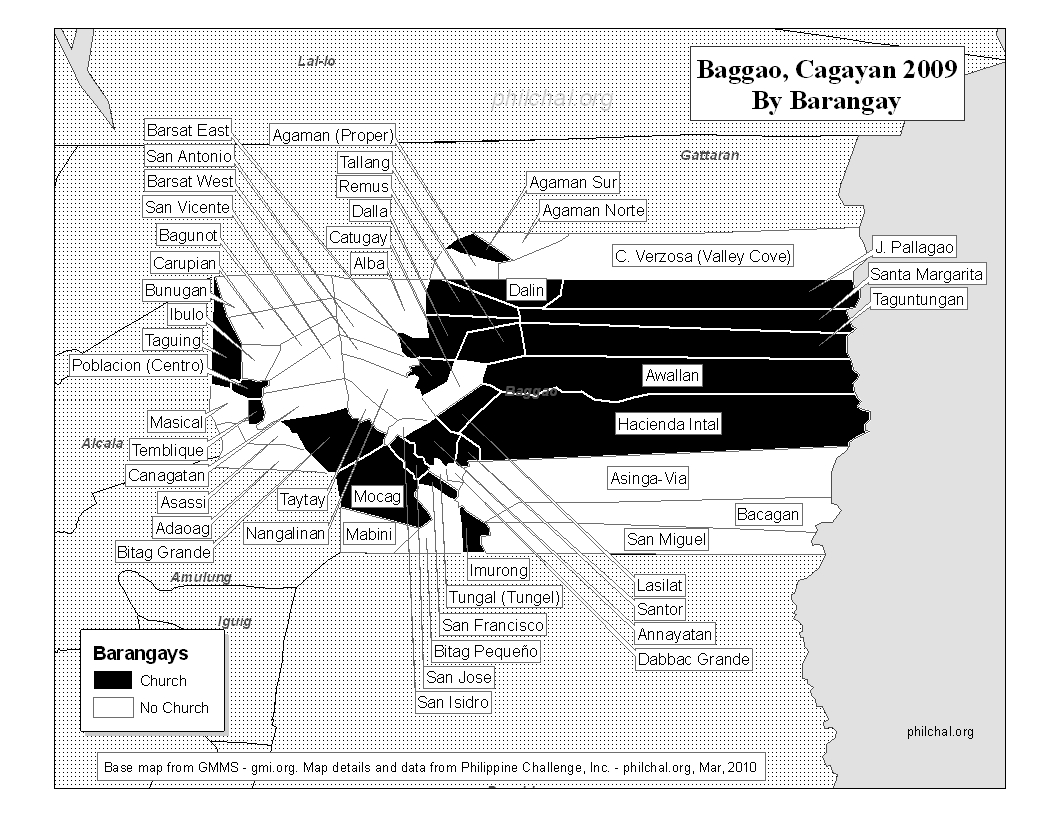 Baggao, Cagayan 2009
By Barangay
Lal-lo
philchal.org
Gattaran
Barsat East
Agaman (Proper)
San Antonio
Tallang
Barsat West
Remus
Agaman Sur
San Vicente
Dalla
Agaman Norte
Bagunot
Catugay
J. Pallagao
Carupian
Alba
C. Verzosa (Valley Cove)
Santa Margarita
Bunugan
Dalin
Taguntungan
Ibulo
Taguing
Poblacion (Centro)
Awallan
Baggao
Masical
Hacienda Intal
Alcala
Temblique
Canagatan
Asinga-Via
Asassi
Taytay
Mocag
Adaoag
Bacagan
Nangalinan
Mabini
San Miguel
Bitag Grande
Amulung
Imurong
Lasilat
Tungal (Tungel)
Santor
Iguig
San Francisco
Annayatan
Bitag Pequeño
Dabbac Grande
San Jose
San Isidro
Barangays
Church
No Church
philchal.org
Base map from GMMS - gmi.org. Map details and data from Philippine Challenge, Inc. - philchal.org, Mar, 2010